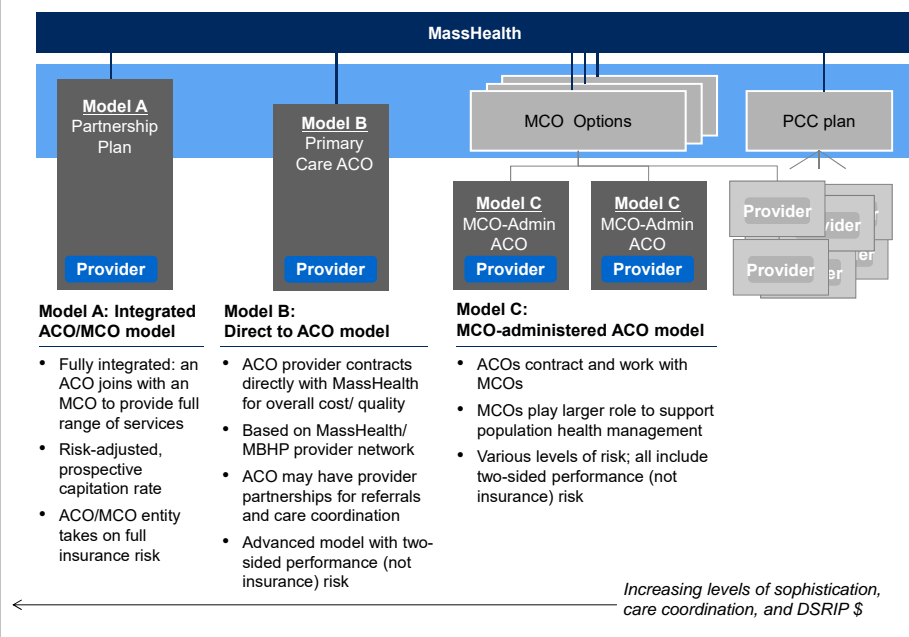 MassHealth
Model A
Partnership
Plan
Provider
Model B
Primary
Care ACO
Provider
MCO Options
PCC plan
Model C
MCO-Admin
ACO
Provider
Model C
MCO-Admin
ACO
Provider
Provider
Provider
Model A: Integrated
ACO/MCO model
• Fully integrated: an
ACO joins with an
MCO to provide full
range of services
• Risk-adjusted,
prospective
capitation rate
• ACO/MCO entity
takes on full
insurance risk
Model B:
Direct to ACO model
• ACO provider contracts
directly with MassHealth
for overall cost/ quality
• Based on MassHealth/
MBHP provider network
• ACO may have provider
partnerships for referrals
and care coordination
• Advanced model with two-
sided performance (not
insurance) risk
Model C:
MCO-administered ACO model
• ACOs contract and work with
MCOs
• MCOs play larger role to support
population health management
• Various levels of risk; all include
two-sided performance (not
insurance) risk
Increasing levels of sophistication,
care coordination, and DSRIP $